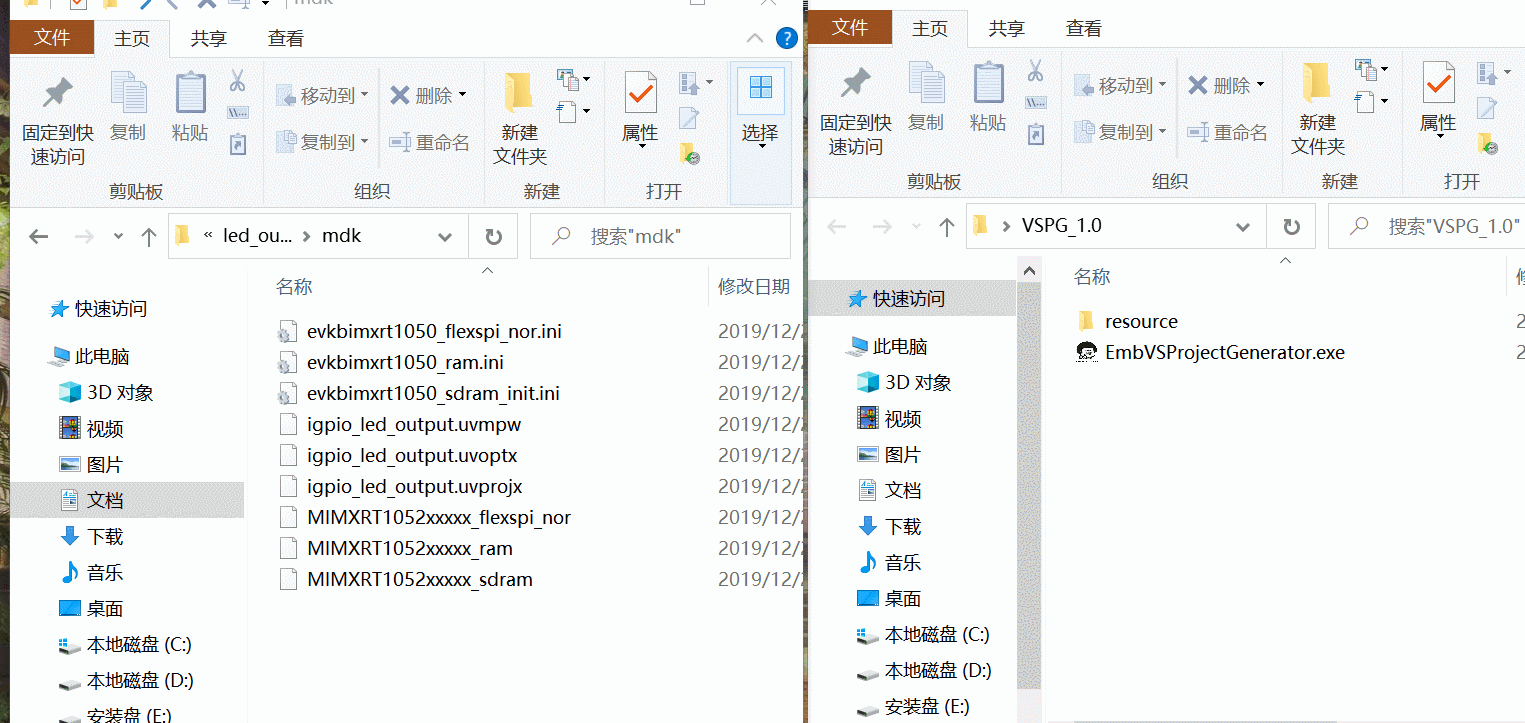 mdk
文件 主页 共享 查看
固定到快速访问
复制
粘贴
移动到
复制到
删除
重命名
新建文件夹
属性
选择
剪贴板 组织 新建 打开
« led_ou... › mdk
搜索"mdk"
名称 修改日期
快速访问
此电脑
3D 对象
视频
图片
文档
下载
音乐
桌面
本地磁盘 (C:)
本地磁盘 (D:)
安装盘 (E:)
evkbimxrt1050_flexspi_nor.ini 2019/12/2
evkbimxrt1050_ram.ini 2019/12/2
evkbimxrt1050_sdram_init.ini 2019/12/2
igpio_led_output.uvmpw 2019/12/2
igpio_led_output.uvoptx 2019/12/2
igpio_led_output.uvprojx 2019/12/2
MIMXRT1052xxxxx_flexspi_nor 2019/12/2
MIMXRT1052xxxxx_ram 2019/12/2
MIMXRT1052xxxxx_sdram 2019/12/2
文件 主页 共享 查看
固定到快速访问
复制
粘贴
移动到
复制到
删除
重命名
新建文件夹
属性
剪贴板 组织 新建 打开
› VSPG_1.0
搜索"VSPG_1.0"
名称
快速访问
此电脑
3D 对象
视频
图片
文档
下载
音乐
桌面
本地磁盘 (C:)
本地磁盘 (D:)
安装盘 (E:)
resource
EmbVSProjectGenerator.exe